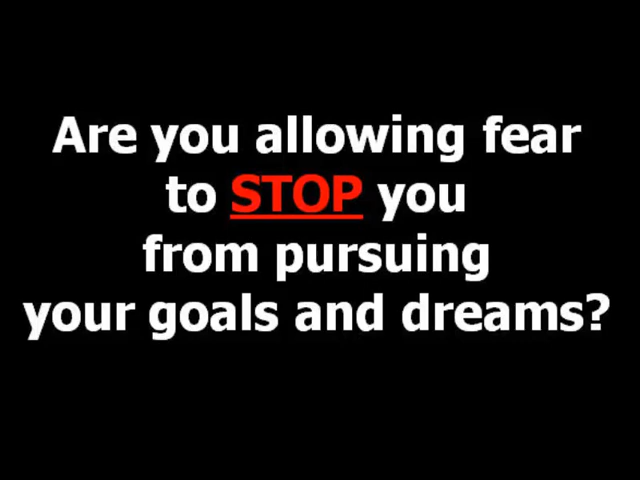 Are you allowing fear
to STOP you
from pursuing
your goals and dreams?